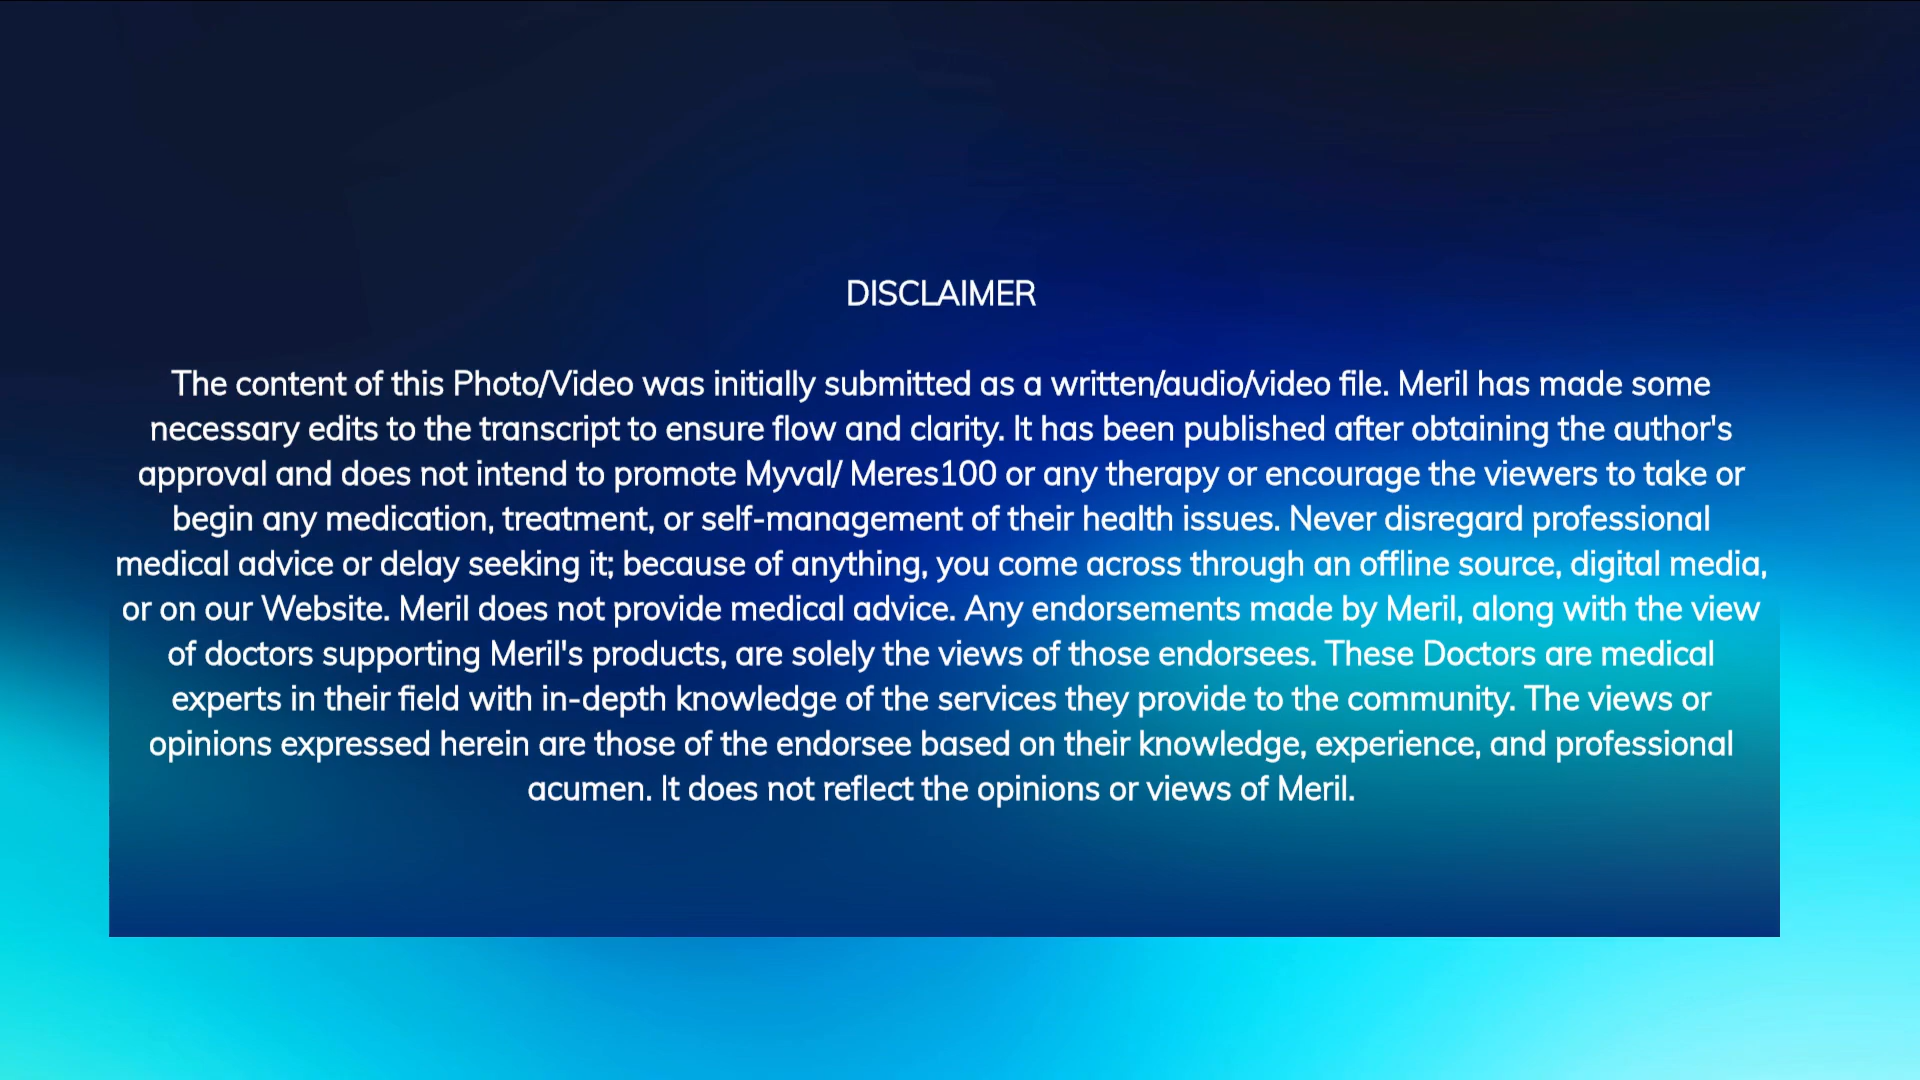 DISCLAIMER
The content of this Photo/Video was initially submitted as a written/audio/video file. Meril has made some
necessary edits to the transcript to ensure flow and clarity. It has been published after obtaining the author's
approval and does not intend to promote Myval/ Meres100 or any therapy or encourage the viewers to take or
begin any medication, treatment, or self-management of their health issues. Never disregard professional
medical advice or delay seeking it; because of anything, you come across through an offline source, digital media,
or on our Website. Meril does not provide medical advice. Any endorsements made by Meril, along with the view
of doctors supporting Meril's products, are solely the views of those endorsees. These Doctors are medical
experts in their field with in-depth knowledge of the services they provide to the community. The views or
opinions expressed herein are those of the endorsee based on their knowledge, experience, and professional
acumen. It does not reflect the opinions or views of Meril.